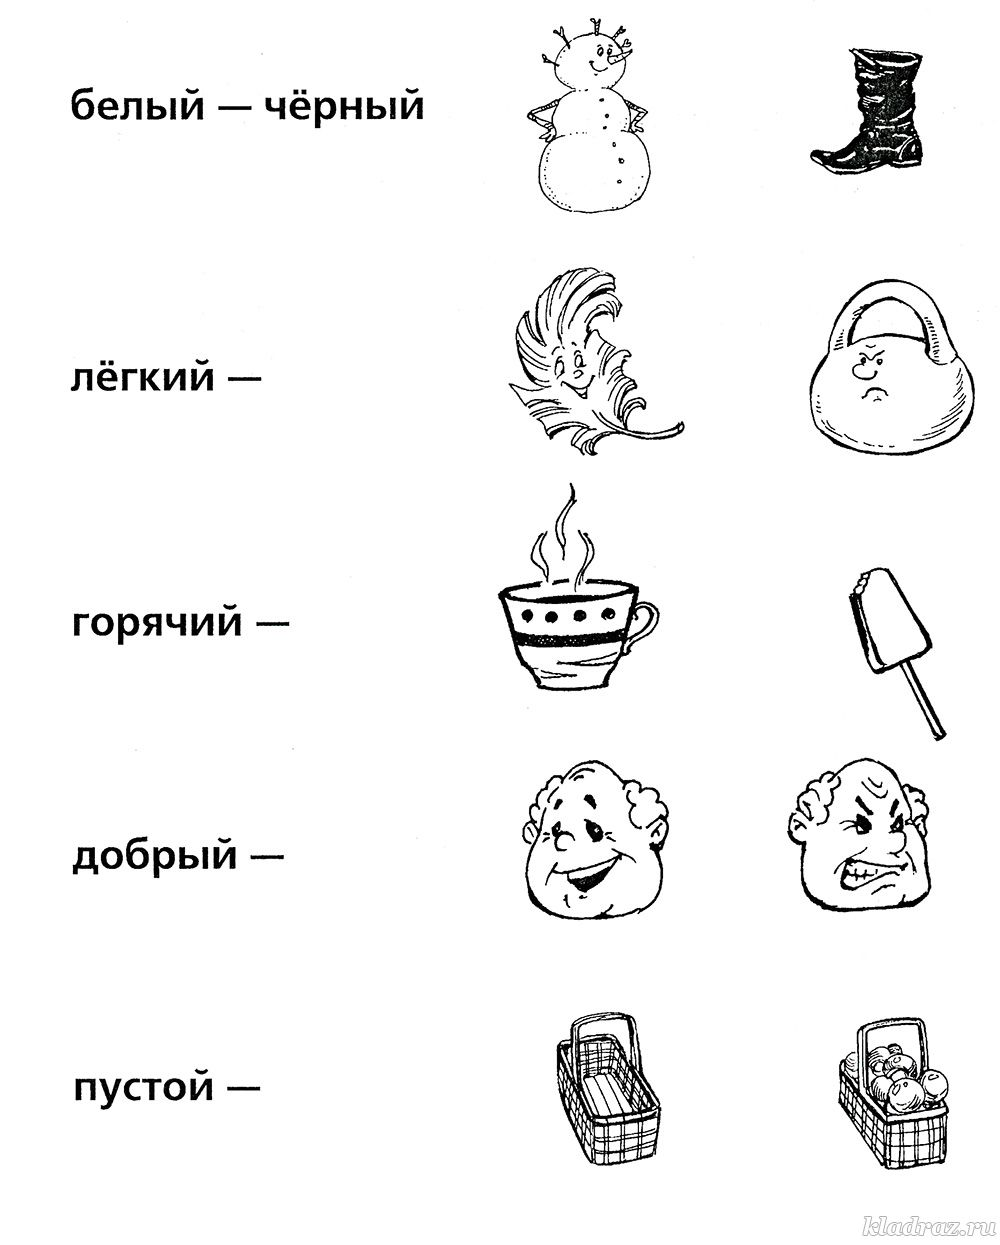 белый — чёрный
лёгкий —
горячий —
добрый —
пустой —
kladraz.ru